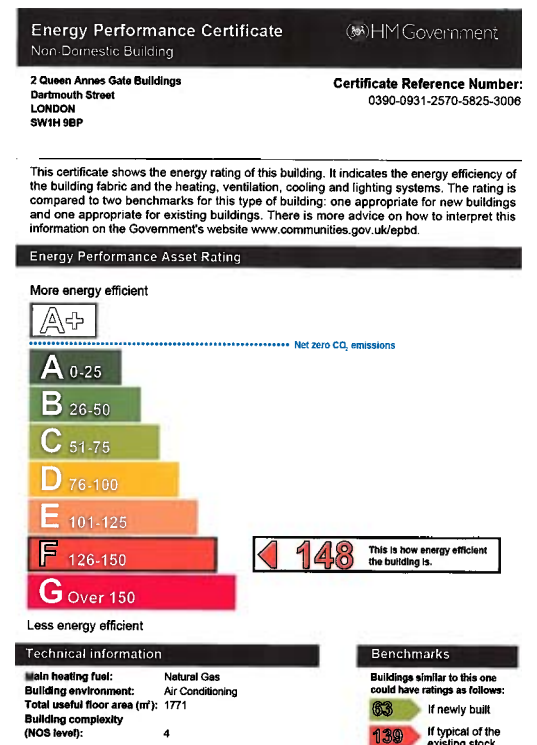 Energy Performance Certificate
HM Government
Non-Domestic Building
2 Queen Annes Gate Buildings
Dartmouth Street
LONDON
SW1H 9BP
Certificate Reference Number:
0390-0931-2570-5825-3006
This certificate shows the energy rating of this building. It indicates the energy efficiency of
the building fabric and the heating, ventilation, cooling and lighting systems. The rating is
compared to two benchmarks for this type of building: one appropriate for new buildings
and one appropriate for existing buildings. There is more advice on how to interpret this
information on the Government's website www.communities.gov.uk/epbd.
Energy Performance Asset Rating
More energy efficient
A+
Net zero CO₂ emissions
A 0-25
B 26-50
C 51-75
D 76-100
E 101-125
F 126-150
148
This is how energy efficient
the building is.
G Over 150
Less energy efficient
Technical information
Main heating fuel: Natural Gas
Building environment: Air Conditioning
Total useful floor area (m²): 1771
Building complexity
(NOS level): 4
Benchmarks
Buildings similar to this one
could have ratings as follows:
63 If newly built
139 If typical of the
existing stock